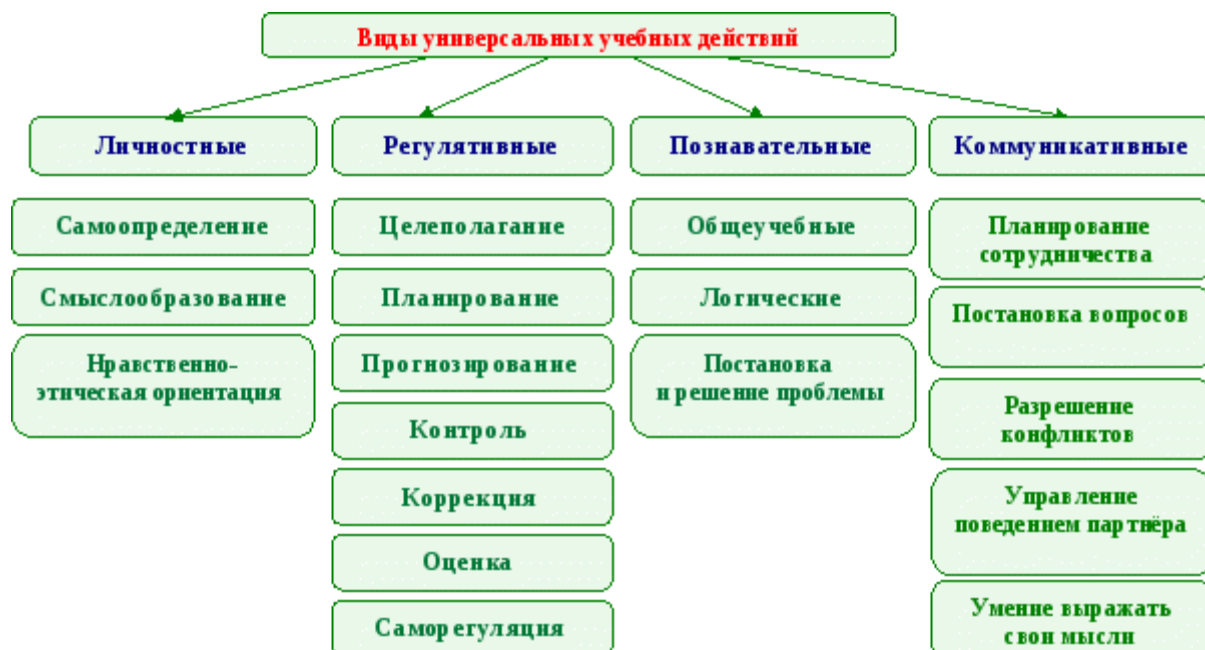 Виды универсальных учебных действий
Личностные
Самоопределение
Смыслообразование
Нравственно-
этическая ориентация
Регулятивные
Целеполагание
Планирование
Прогнозирование
Контроль
Коррекция
Оценка
Саморегуляция
Познавательные
Общеучебные
Логические
Постановка
и решение проблемы
Коммуникативные
Планирование
сотрудничества
Постановка вопросов
Разрешение
конфликтов
Управление
поведением партнёра
Умение выражать
свои мысли